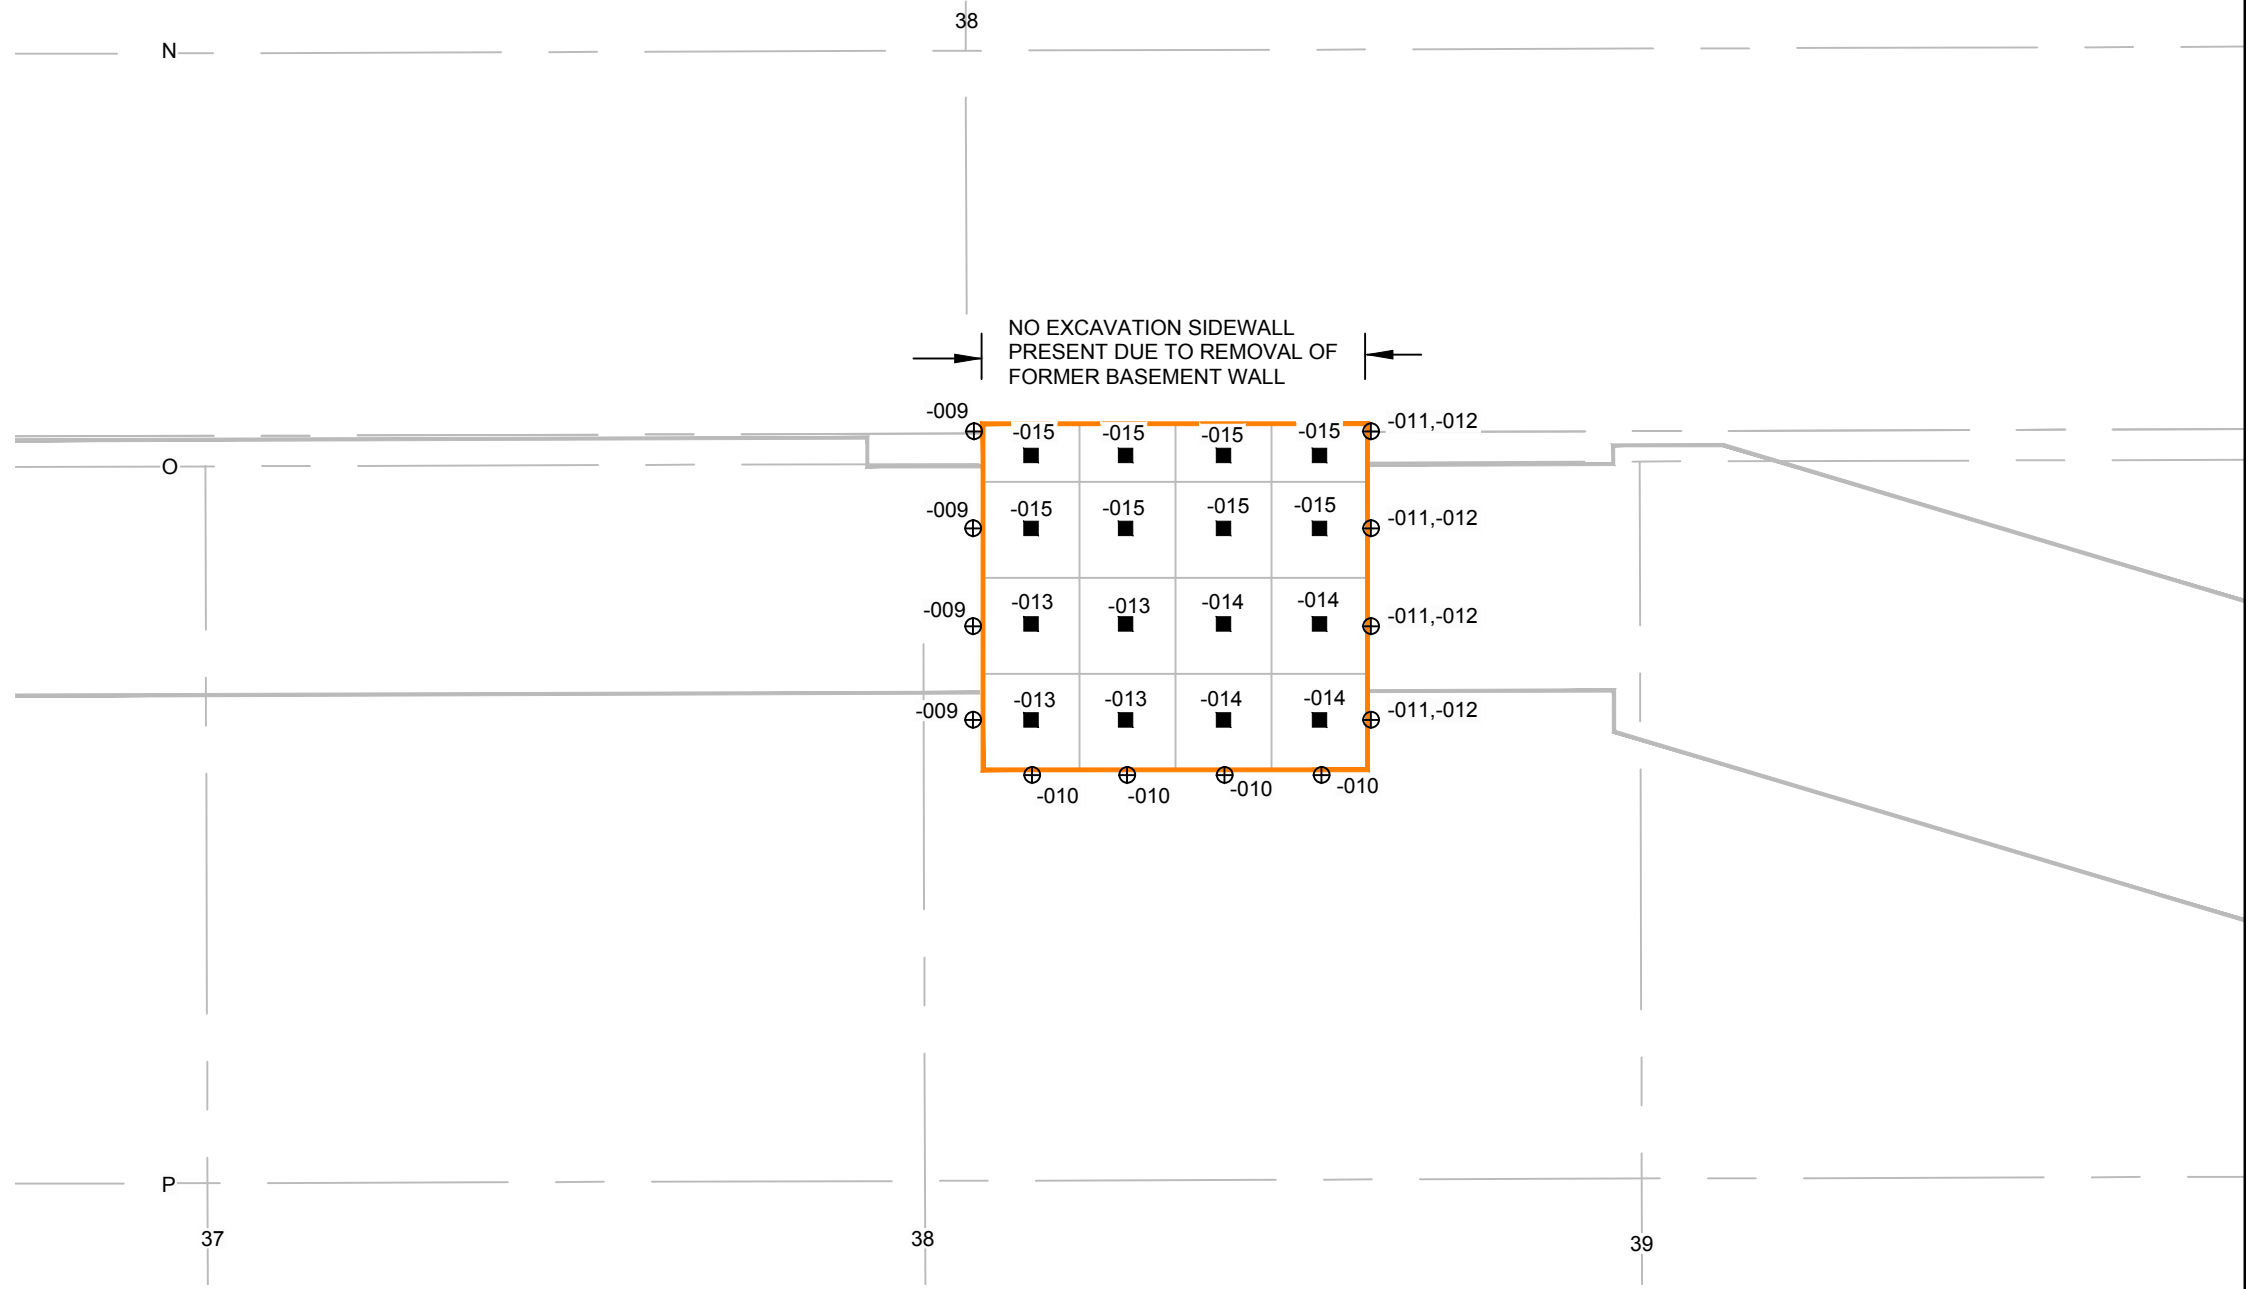 38
N
NO EXCAVATION SIDEWALL
PRESENT DUE TO REMOVAL OF
FORMER BASEMENT WALL
-009
-015 -015 -015 -015
-011,-012
O
-009
-015 -015 -015 -015
-011,-012
-009
-013 -013 -014 -014
-011,-012
-009
-013 -013 -014 -014
-011,-012
-010 -010 -010 -010
P
37 38 39